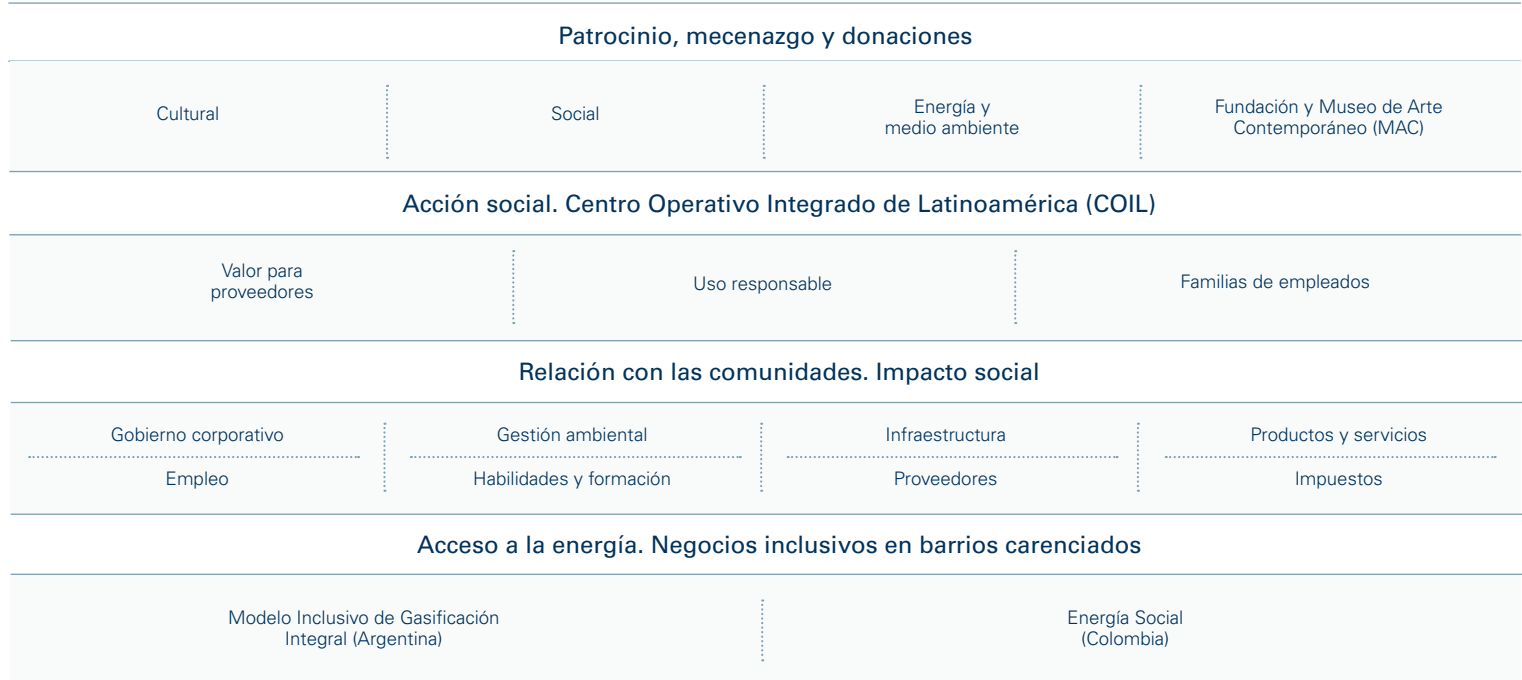 Patrocinio, mecenazgo y donaciones
Cultural
Social
Energía y
medio ambiente
Fundación y Museo de Arte
Contemporáneo (MAC)
Acción social. Centro Operativo Integrado de Latinoamérica (COIL)
Valor para
proveedores
Uso responsable
Familias de empleados
Relación con las comunidades. Impacto social
Gobierno corporativo
Gestión ambiental
Infraestructura
Productos y servicios
Empleo
Habilidades y formación
Proveedores
Impuestos
Acceso a la energía. Negocios inclusivos en barrios carenciados
Modelo Inclusivo de Gasificación
Integral (Argentina)
Energía Social
(Colombia)